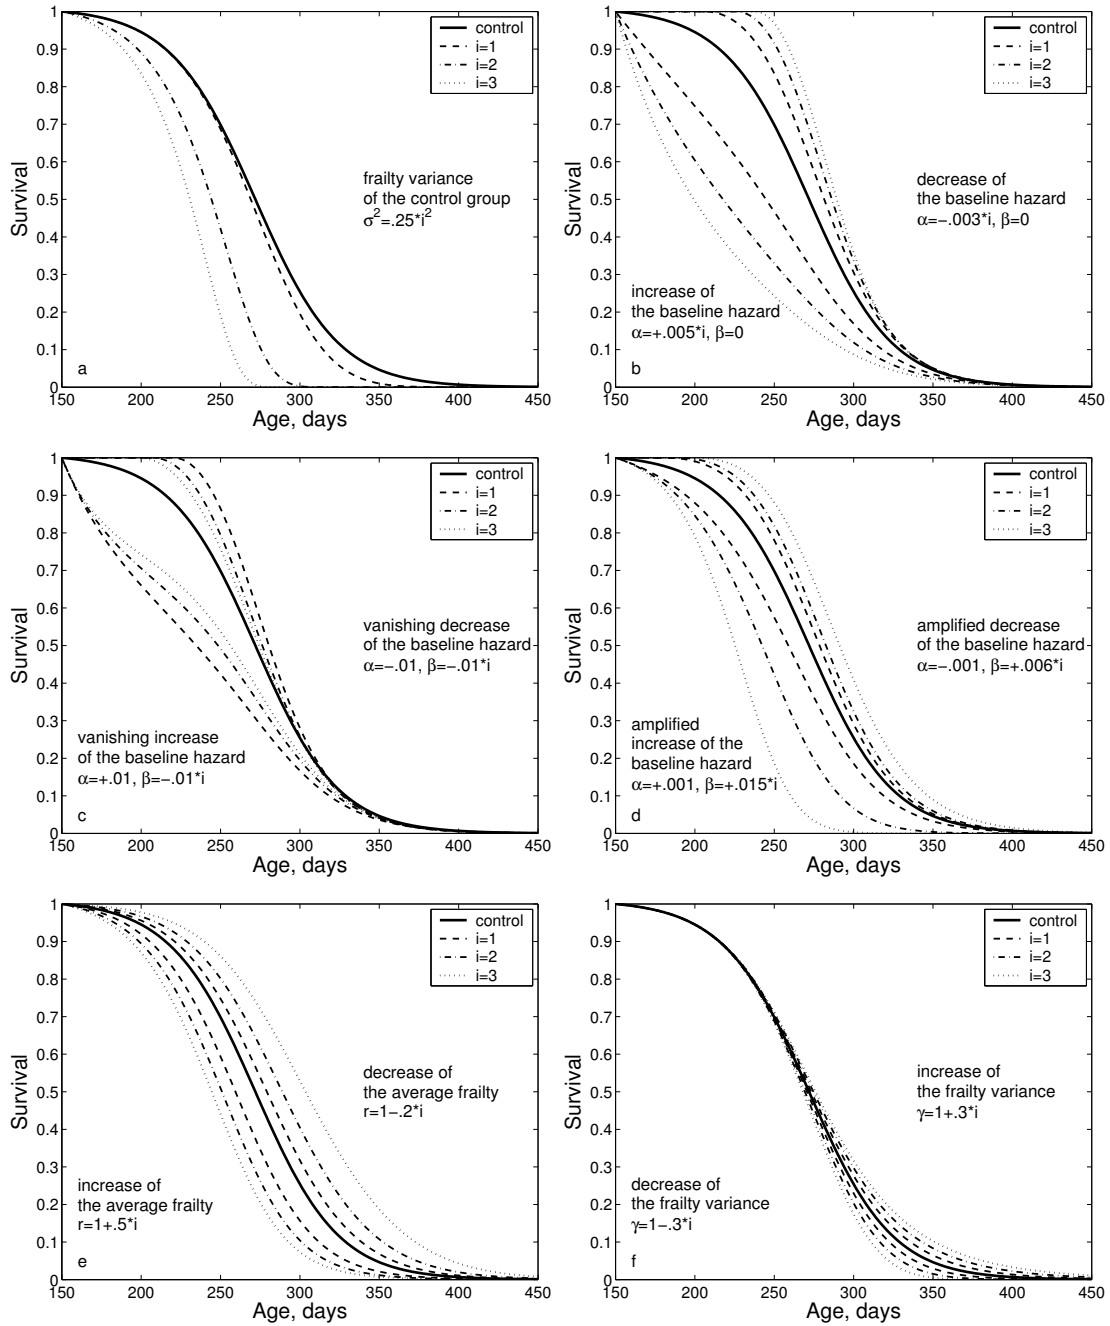 1
0.9
0.8
0.7
0.6
0.5
0.4
0.3
0.2
0.1
0
Survival
control
i=1
i=2
i=3
frailty variance
of the control group
σ²=.25*i²
a
150 200 250 300 350 400 450
Age, days
1
0.9
0.8
0.7
0.6
0.5
0.4
0.3
0.2
0.1
0
Survival
control
i=1
i=2
i=3
decrease of
the baseline hazard
α=−.003*i, β=0
increase of
the baseline hazard
α=+.005*i, β=0
b
150 200 250 300 350 400 450
Age, days
1
0.9
0.8
0.7
0.6
0.5
0.4
0.3
0.2
0.1
0
Survival
control
i=1
i=2
i=3
vanishing decrease
of the baseline hazard
α=−.01, β=−.01*i
vanishing increase
of the baseline hazard
α=+.01, β=−.01*i
c
150 200 250 300 350 400 450
Age, days
1
0.9
0.8
0.7
0.6
0.5
0.4
0.3
0.2
0.1
0
Survival
control
i=1
i=2
i=3
amplified decrease
of the baseline hazard
α=−.001, β=+.006*i
amplified
increase of the
baseline hazard
α=+.001, β=+.015*i
d
150 200 250 300 350 400 450
Age, days
1
0.9
0.8
0.7
0.6
0.5
0.4
0.3
0.2
0.1
0
Survival
control
i=1
i=2
i=3
decrease of
the average frailty
r=1−.2*i
increase of
the average frailty
r=1+.5*i
e
150 200 250 300 350 400 450
Age, days
1
0.9
0.8
0.7
0.6
0.5
0.4
0.3
0.2
0.1
0
Survival
control
i=1
i=2
i=3
increase of
the frailty variance
γ=1+.3*i
decrease of
the frailty variance
γ=1−.3*i
f
150 200 250 300 350 400 450
Age, days